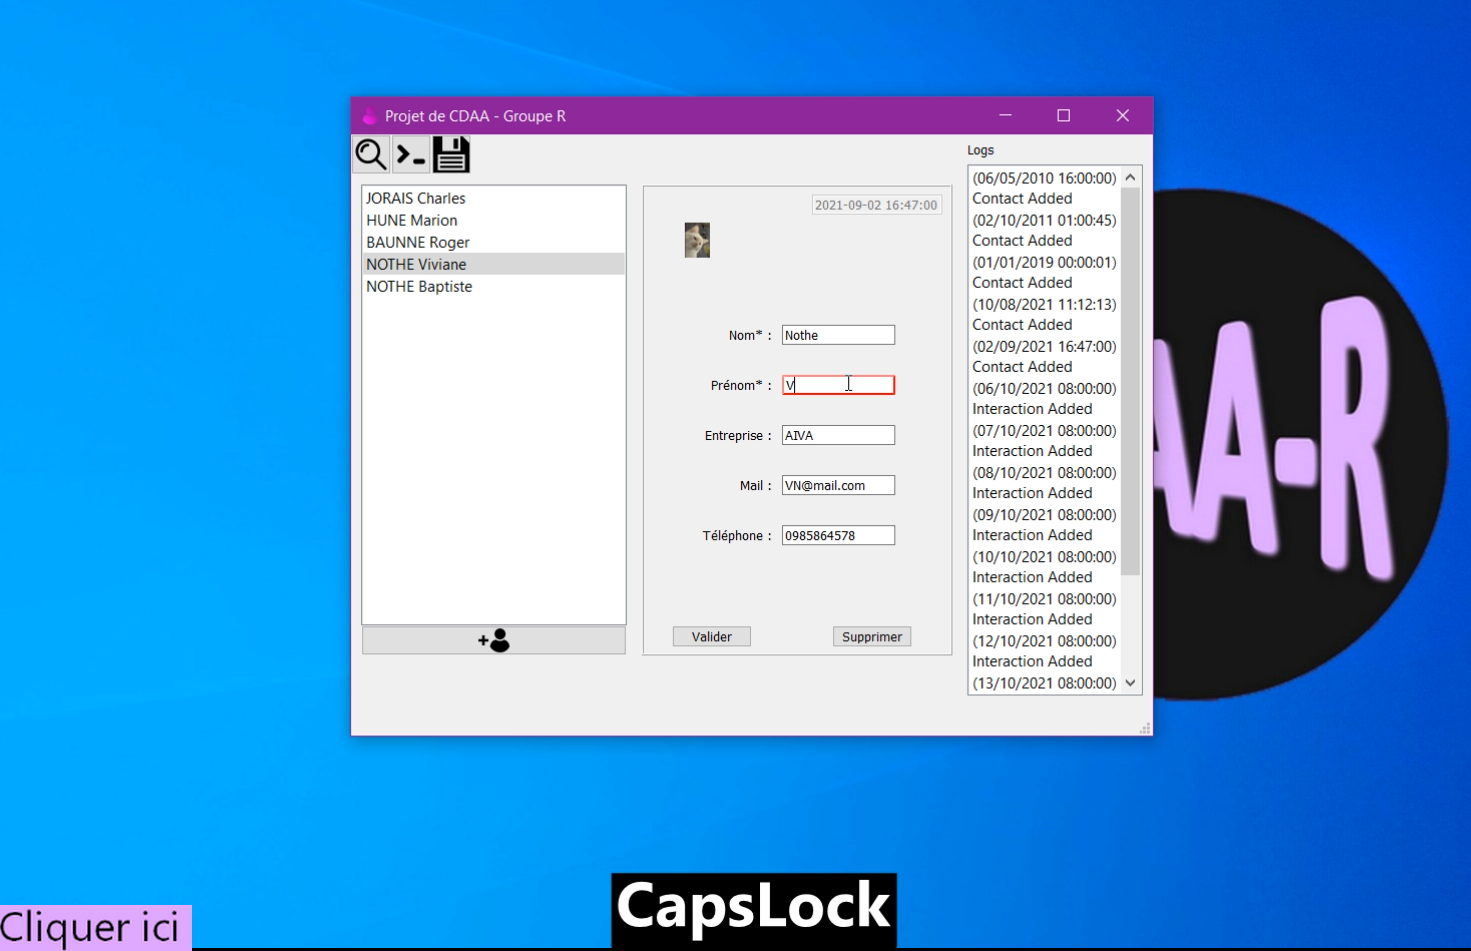 Projet de CDAA - Groupe R
Logs
JORAIS Charles
HUNE Marion
BAUNNE Roger
NOTHE Viviane
NOTHE Baptiste
2021-09-02 16:47:00
Nom* : Nothe
Prénom* : V
Entreprise : AIVA
Mail : VN@mail.com
Téléphone : 0985864578
Valider Supprimer
(06/05/2010 16:00:00)
Contact Added
(02/10/2011 01:00:45)
Contact Added
(01/01/2019 00:00:01)
Contact Added
(10/08/2021 11:12:13)
Contact Added
(02/09/2021 16:47:00)
Contact Added
(06/10/2021 08:00:00)
Interaction Added
(07/10/2021 08:00:00)
Interaction Added
(08/10/2021 08:00:00)
Interaction Added
(09/10/2021 08:00:00)
Interaction Added
(10/10/2021 08:00:00)
Interaction Added
(11/10/2021 08:00:00)
Interaction Added
(12/10/2021 08:00:00)
Interaction Added
(13/10/2021 08:00:00)
A-R
CapsLock
Cliquer ici